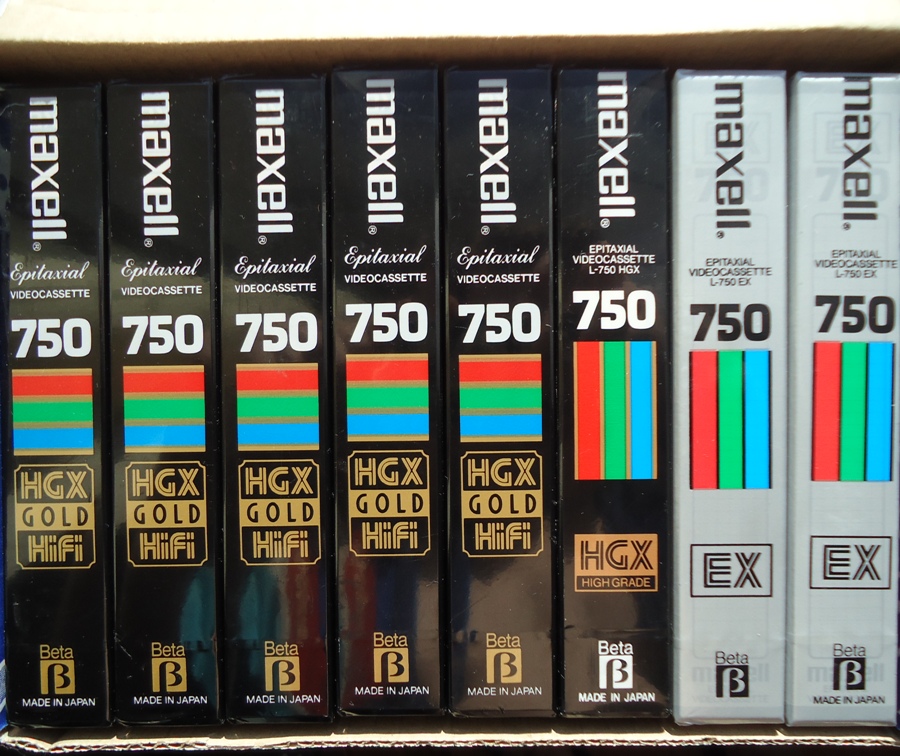 maxell®
Epitaxial
VIDEOCASSETTE
750
HGX
GOLD
HiFi
Beta
β
MADE IN JAPAN
maxell®
Epitaxial
VIDEOCASSETTE
750
HGX
GOLD
HiFi
Beta
β
MADE IN JAPAN
maxell®
Epitaxial
VIDEOCASSETTE
750
HGX
GOLD
HiFi
Beta
β
MADE IN JAPAN
maxell®
Epitaxial
VIDEOCASSETTE
750
HGX
GOLD
HiFi
Beta
β
MADE IN JAPAN
maxell®
Epitaxial
VIDEOCASSETTE
750
HGX
GOLD
HiFi
Beta
β
MADE IN JAPAN
maxell®
EPITAXIAL
VIDEOCASSETTE
L-750 HGX
750
HGX
HIGH GRADE
Beta
β
MADE IN JAPAN
maxell®
EPITAXIAL
VIDEOCASSETTE
L-750 EX
750
EX
Beta
β
maxell®
EPITAXIAL
VIDEOCASSETTE
L-750 EX
750
EX
Beta
β
MADE IN JAPAN